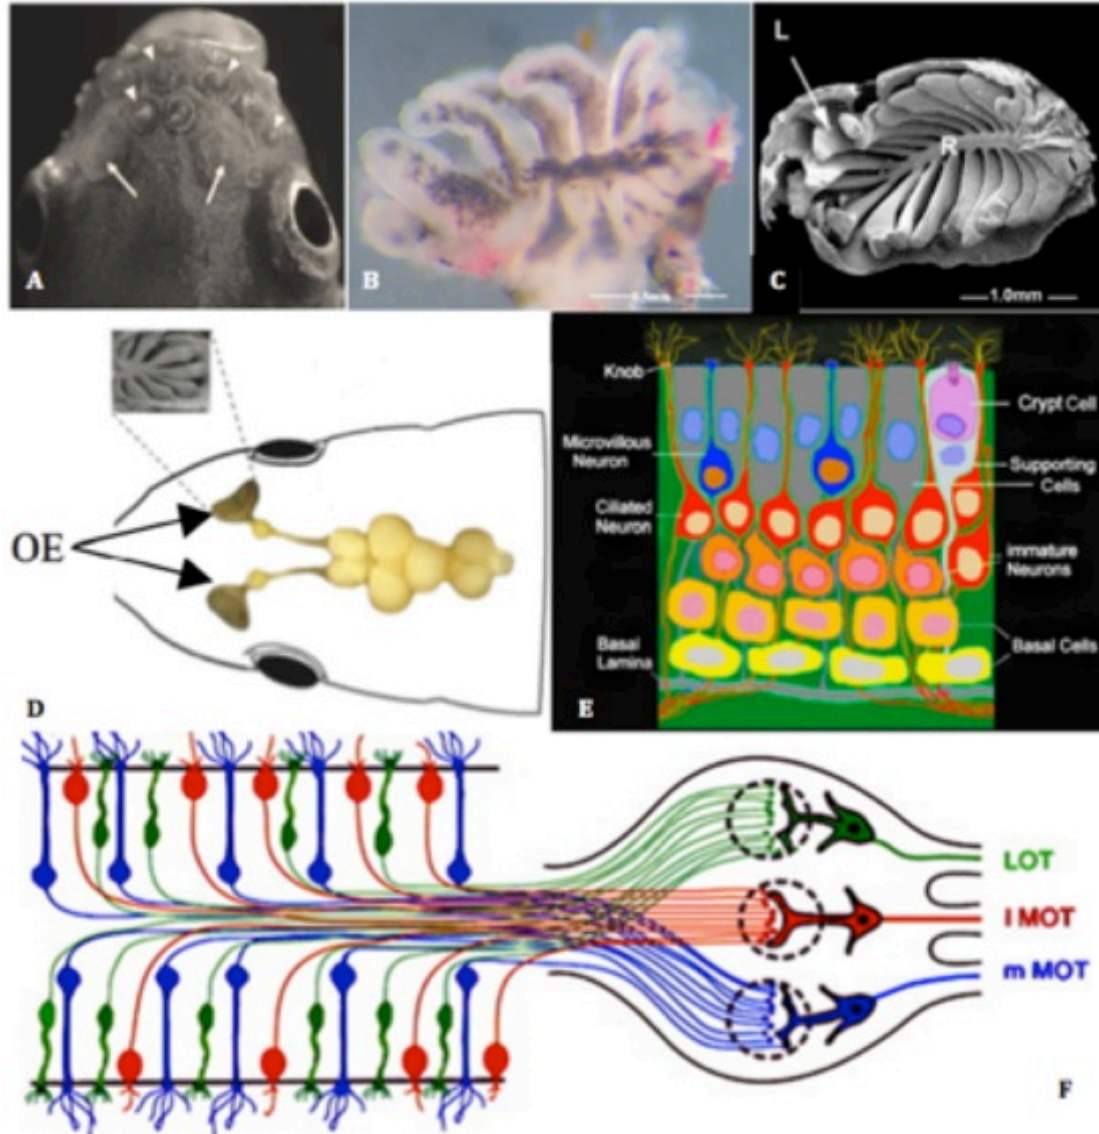 A
B
L
R
C
1.0mm
OE
D
Knob
Microvillous
Neuron
Ciliated
Neuron
Basal
Lamina
Crypt Cell
Supporting
Cells
immature
Neurons
Basal Cells
E
LOT
l MOT
m MOT
F